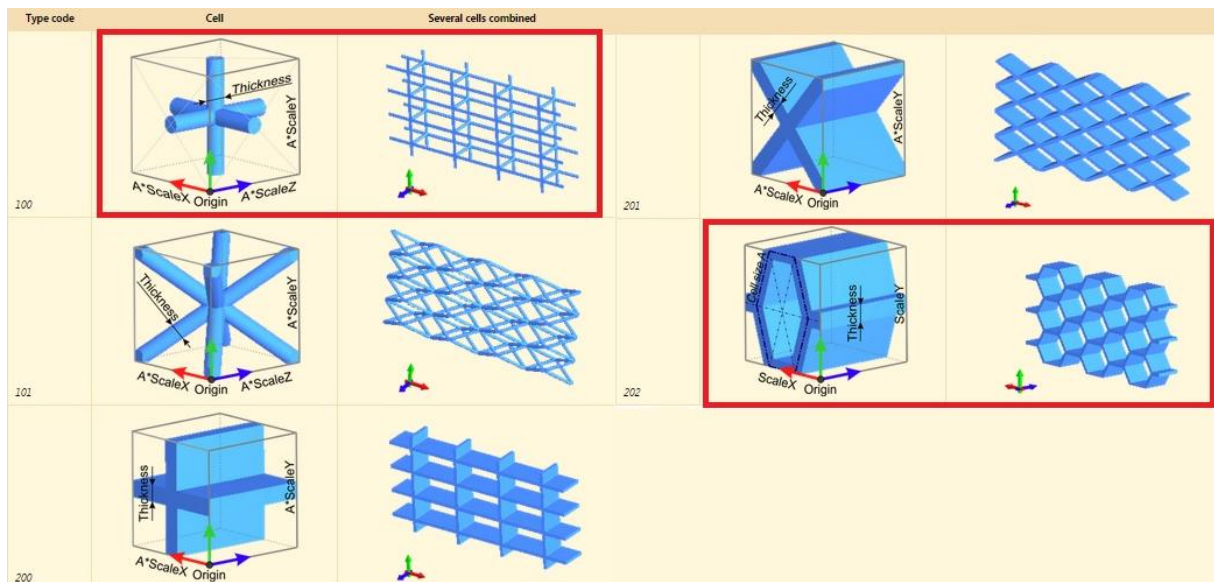 Type code Cell Several cells combined
Thickness
A*ScaleY
A*ScaleX Origin A*ScaleZ
100
Thickness
A*ScaleY
A*ScaleX Origin
201
Thickness
A*ScaleY
A*ScaleX Origin A*ScaleZ
101
Cell size A
Thickness
ScaleY
ScaleX Origin
202
Thickness
A*ScaleY
A*ScaleX Origin
200